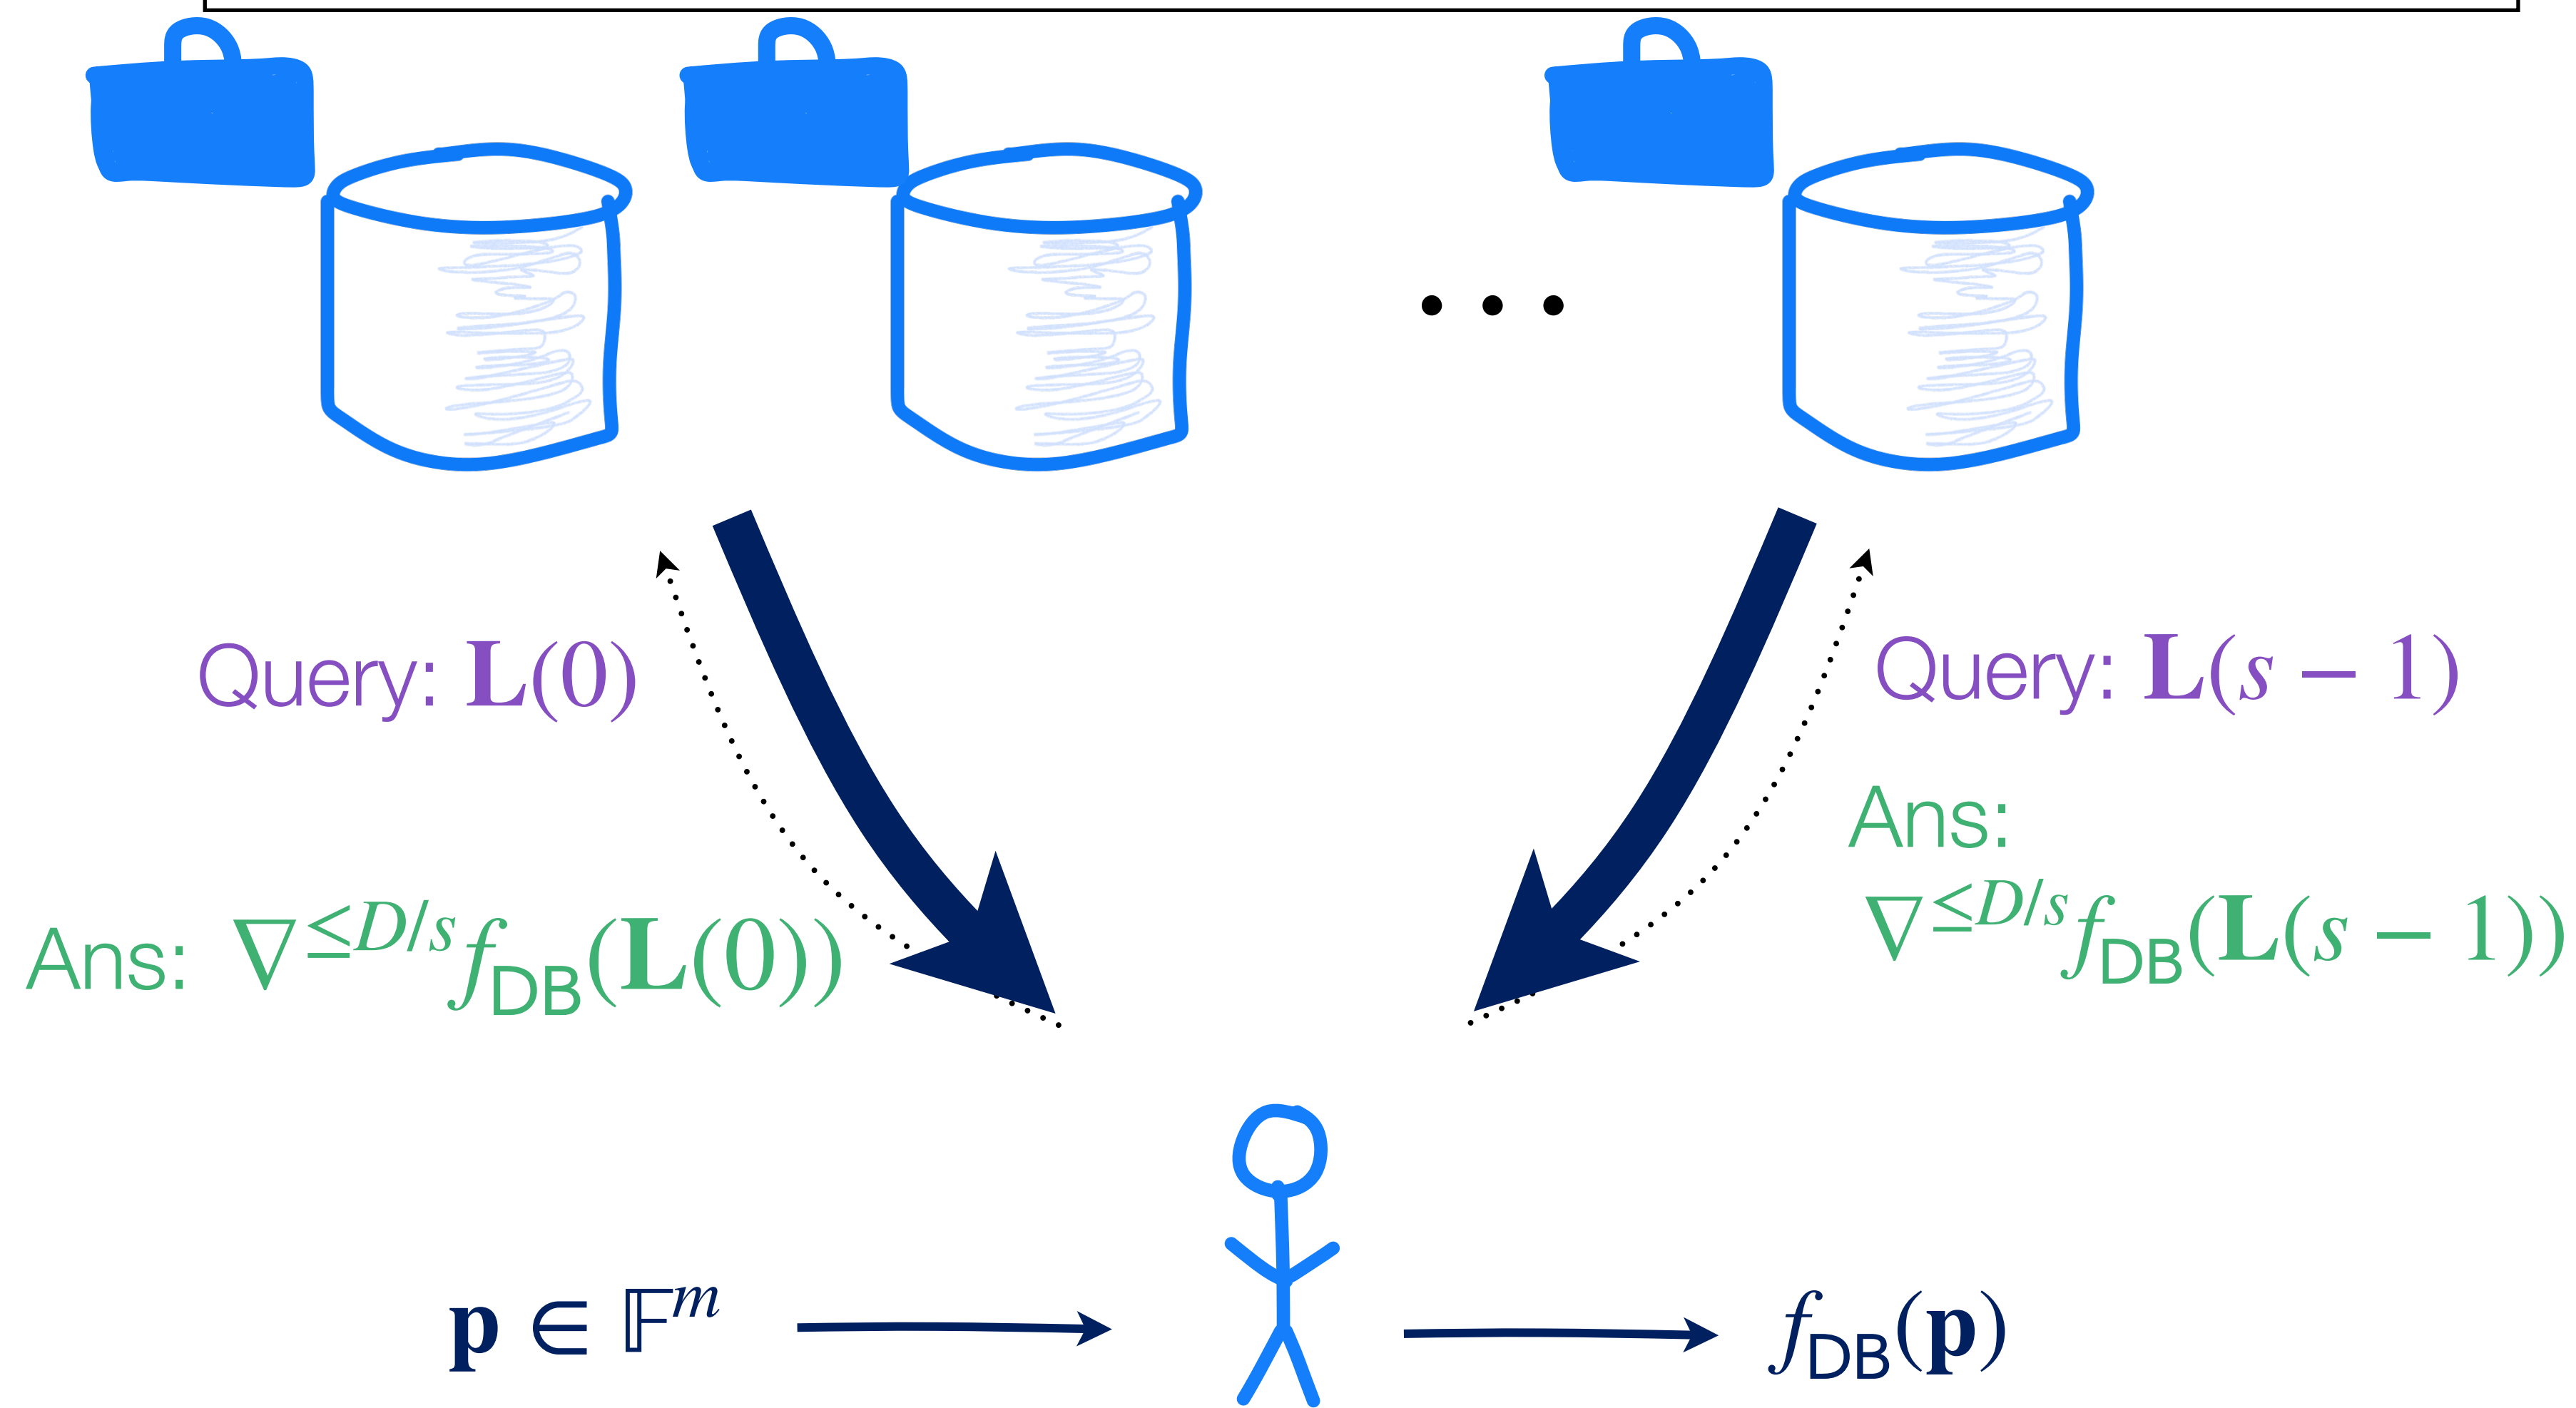 • • •
Query: L(0)
Query: L(s − 1)
Ans: ∇^{≤D/s} f_DB(L(0))
Ans:
∇^{≤D/s} f_DB(L(s − 1))
p ∈ 𝔽^m
f_DB(p)